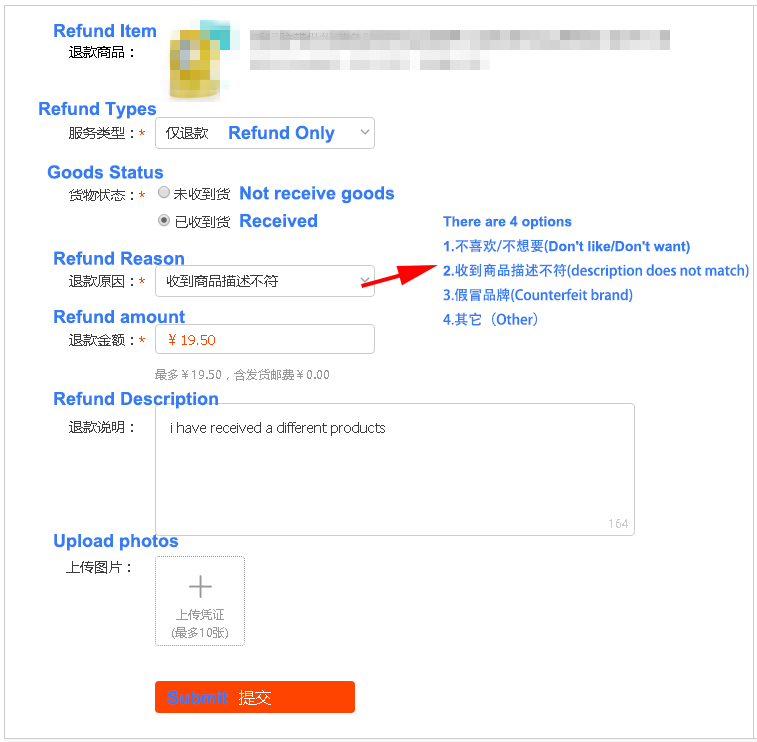 Refund Item
退款商品：
Refund Types
服务类型：* 仅退款 Refund Only
Goods Status
货物状态：* 未收到货 Not receive goods
已收到货 Received
There are 4 options
1.不喜欢/不想要(Don't like/Don't want)
2.收到商品描述不符(description does not match)
3.假冒品牌(Counterfeit brand)
4.其它（Other）
Refund Reason
退款原因：* 收到商品描述不符
Refund amount
退款金额：* ￥19.50
最多￥19.50，含发货邮费￥0.00
Refund Description
退款说明： i have received a different products
164
Upload photos
上传图片：
上传凭证
(最多10张)
Submit 提交